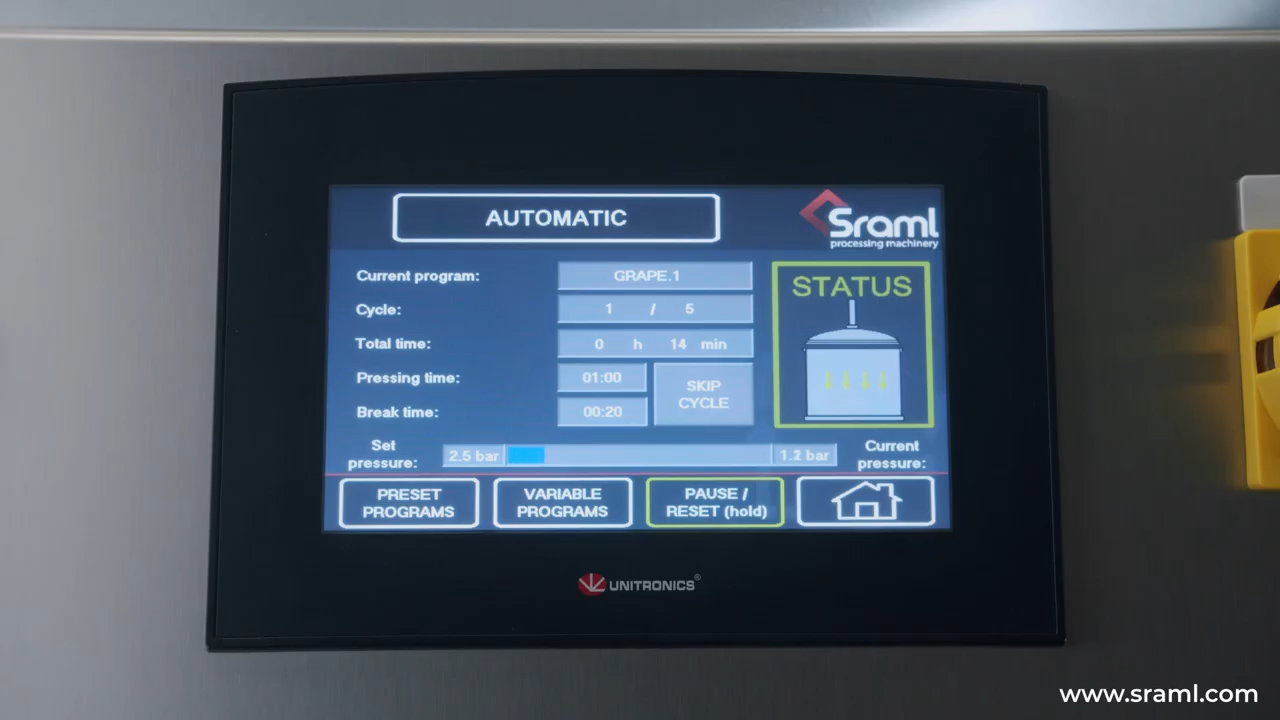 AUTOMATIC
Sraml
processing machinery
Current program: GRAPE.1
Cycle: 1 / 5
Total time: 0 h 14 min
Pressing time: 01:00
Break time: 00:20
SKIP
CYCLE
STATUS
Set
pressure:
2.5 bar
1.2 bar
Current
pressure:
PRESET
PROGRAMS
VARIABLE
PROGRAMS
PAUSE /
RESET (hold)
UNITRONICS®
www.sraml.com